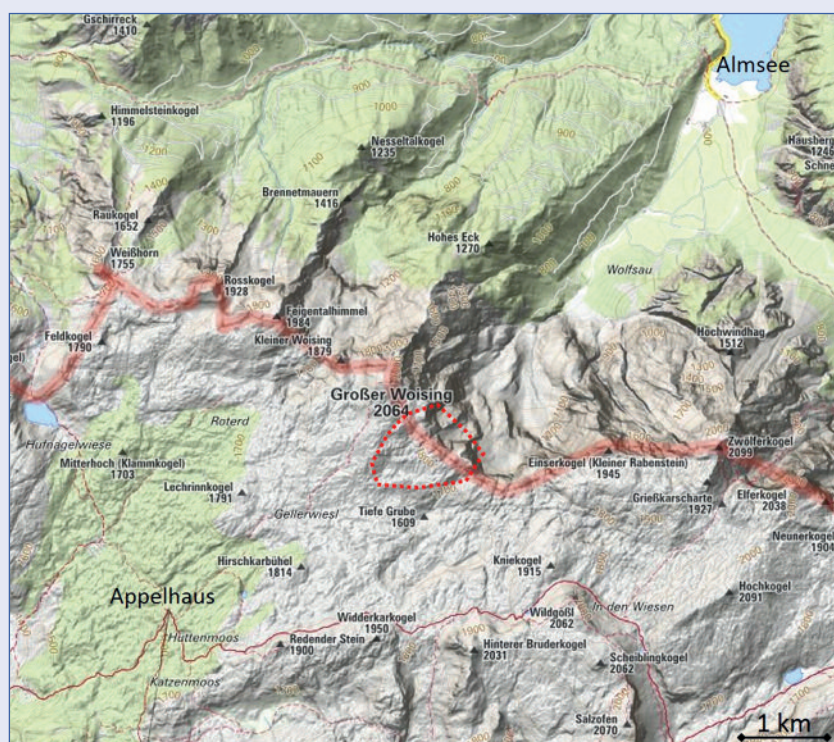 Gschirreck
1410
Almsee
Himmelsteinkogel
1196
Nesseltalkogel
1235
Hausberg
1246
Brennetmauern
1416
Raukogel
1652
Weißhorn
1755
Hohes Eck
1270
Wolfsau
Rosskogel
1928
Feigentalhimmel
1984
Kleiner Woising
1879
Feldkogel
1790
Hochwindhag
1512
Großer Woising
2064
Roterd
Hufnagelwiese
Mitterhoch (Klammkogel)
1703
Lechrinnkogel
1791
Zwölferkogel
2099
Einserkogel (Kleiner Rabenstein)
1945
Grießkarscharte
1927
Elferkogel
2038
Gellerwiesl
Tiefe Grube
1609
Neunerkogel
1904
Hirschkarbühel
1814
Kniekogel
1915
Hochkogel
2091
Appelhaus
Widderkarkogel
1950
Wildgößl
2062
In den Wiesen
Hüttenmoos
Redender Stein
1900
Hinterer Bruderkogel
2031
Scheiblingkogel
2062
Katzenmoos
Salzofen
2070
1 km